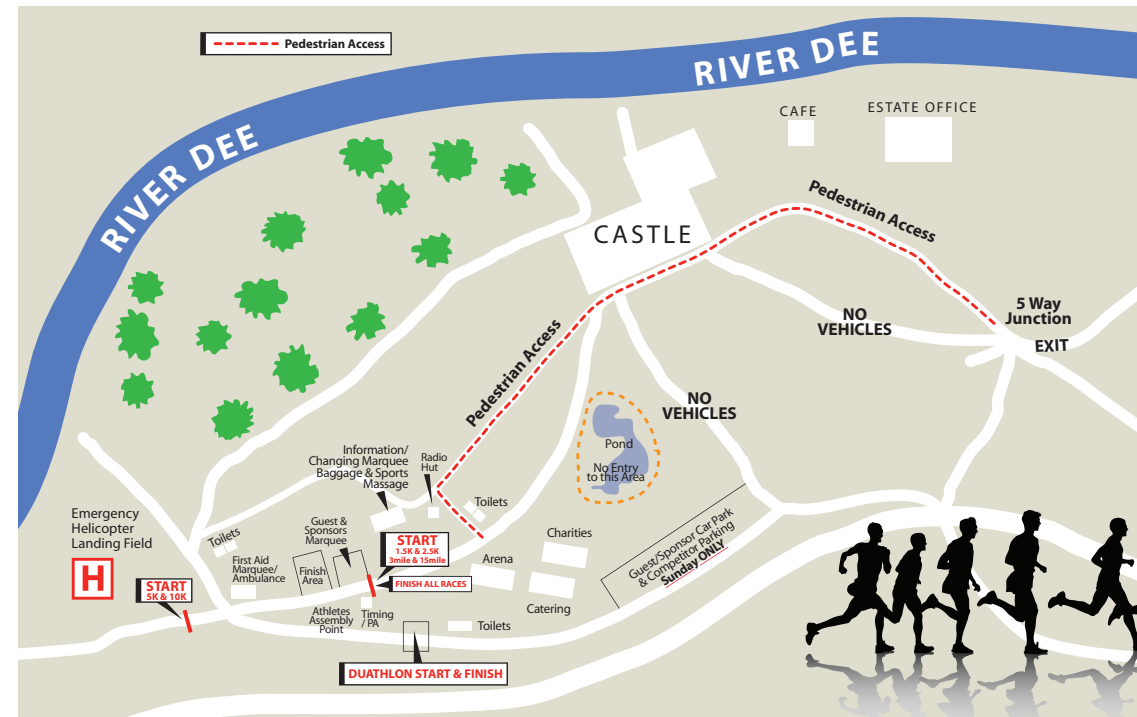 Pedestrian Access
RIVER DEE
RIVER DEE
CAFE
ESTATE OFFICE
Pedestrian Access
CASTLE
5 Way
Junction
EXIT
NO
VEHICLES
Pedestrian Access
NO
VEHICLES
Pond
No Entry
to this Area
Information/
Changing Marquee
Baggage & Sports
Massage
Radio
Hut
Toilets
Emergency
Helicopter
Landing Field
H
START
5K & 10K
Toilets
First Aid
Marquee/
Ambulance
Guest &
Sponsors
Marquee
Finish
Area
START
1.5K & 2.5K
3mile & 15mile
FINISH ALL RACES
Arena
Charities
Catering
Guest/Sponsor Car Park
& Competitor Parking
Sunday ONLY
Athletes
Assembly
Point
Timing
/ PA
Toilets
DUATHLON START & FINISH